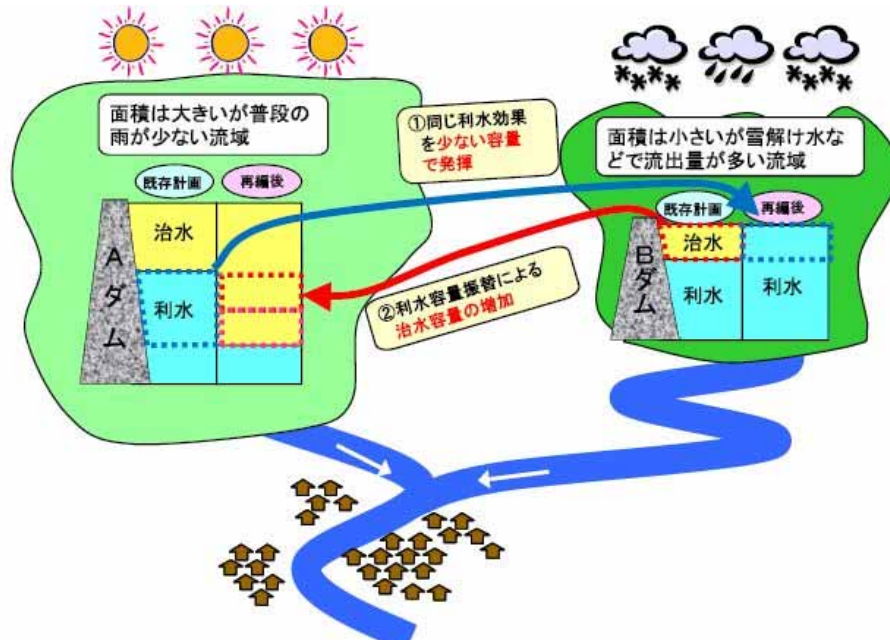 面積は大きいが普段の
雨が少ない流域
既存計画
再編後
Aダム
治水
利水
①同じ利水効果
を少ない容量
で発揮
②利水容量振替による
治水容量の増加
面積は小さいが雪解け水な
どで流出量が多い流域
既存計画
再編後
Bダム
治水
利水
利水